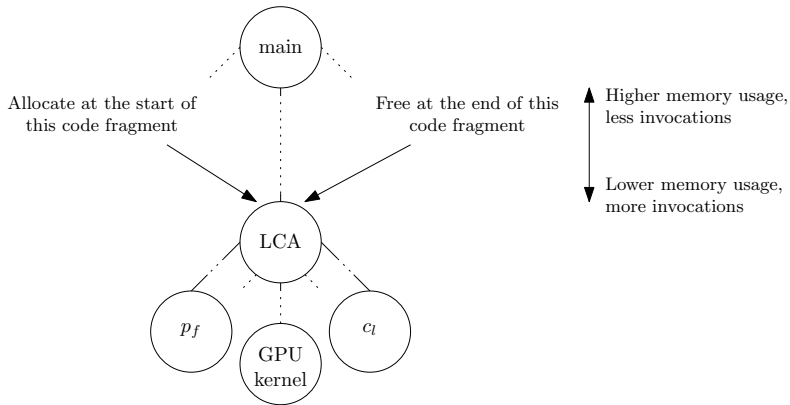 main
Allocate at the start of
this code fragment
Free at the end of this
code fragment
Higher memory usage,
less invocations
Lower memory usage,
more invocations
LCA
p_f
GPU
kernel
c_l